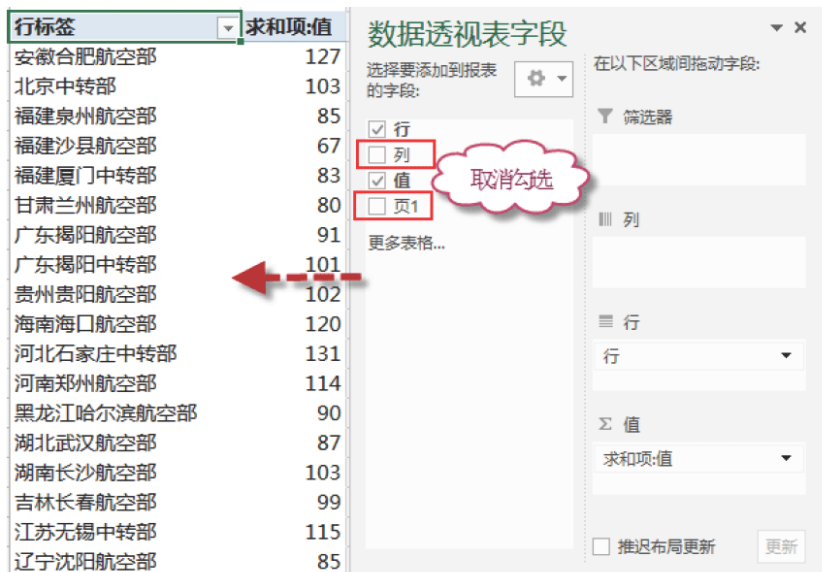 行标签 求和项:值
安徽合肥航空部 127
北京中转部 103
福建泉州航空部 85
福建沙县航空部 67
福建厦门中转部 83
甘肃兰州航空部 80
广东揭阳航空部 91
广东揭阳中转部 101
贵州贵阳航空部 102
海南海口航空部 120
河北石家庄中转部 131
河南郑州航空部 114
黑龙江哈尔滨航空部 90
湖北武汉航空部 87
湖南长沙航空部 103
吉林长春航空部 99
江苏无锡中转部 115
辽宁沈阳航空部 85
数据透视表字段
选择要添加到报表
的字段:
行
列
值
页1
取消勾选
更多表格...
在以下区域间拖动字段:
筛选器
列
行
行
Σ 值
求和项:值
推迟布局更新 更新